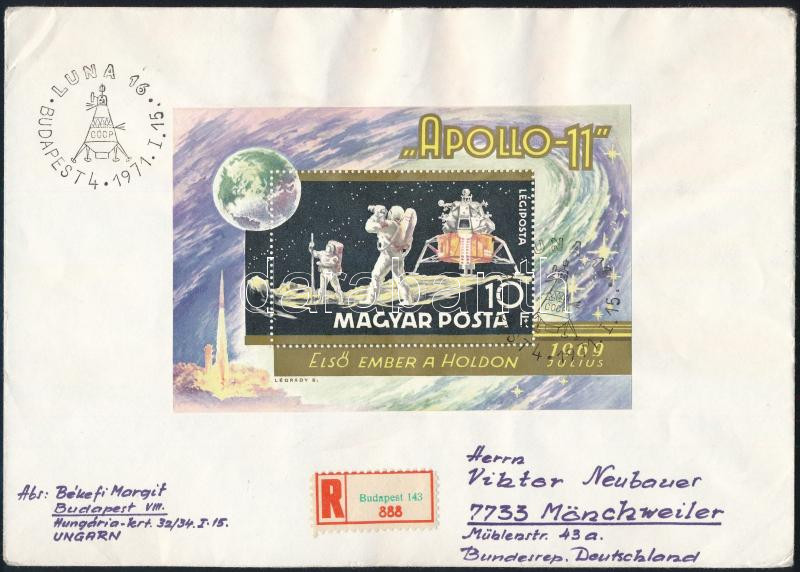 LUNA 16.
CCCP
BUDAPEST 4. 1971. I. 15.
„APOLLO-11”
LÉGIPOSTA
10 Ft
MAGYAR POSTA
ELSŐ EMBER A HOLDON
1969
JÚLIUS
LÉGRÁDY S.
darabanth
Abs: Békefi Margit
Budapest VIII.
Hungária-krt. 32/34. I. 15.
UNGARN
R
Budapest 143
888
Herrn
Viktor Neubauer
7733 Mönchweiler
Mühlenstr. 43 a.
Bundesrep. Deutschland